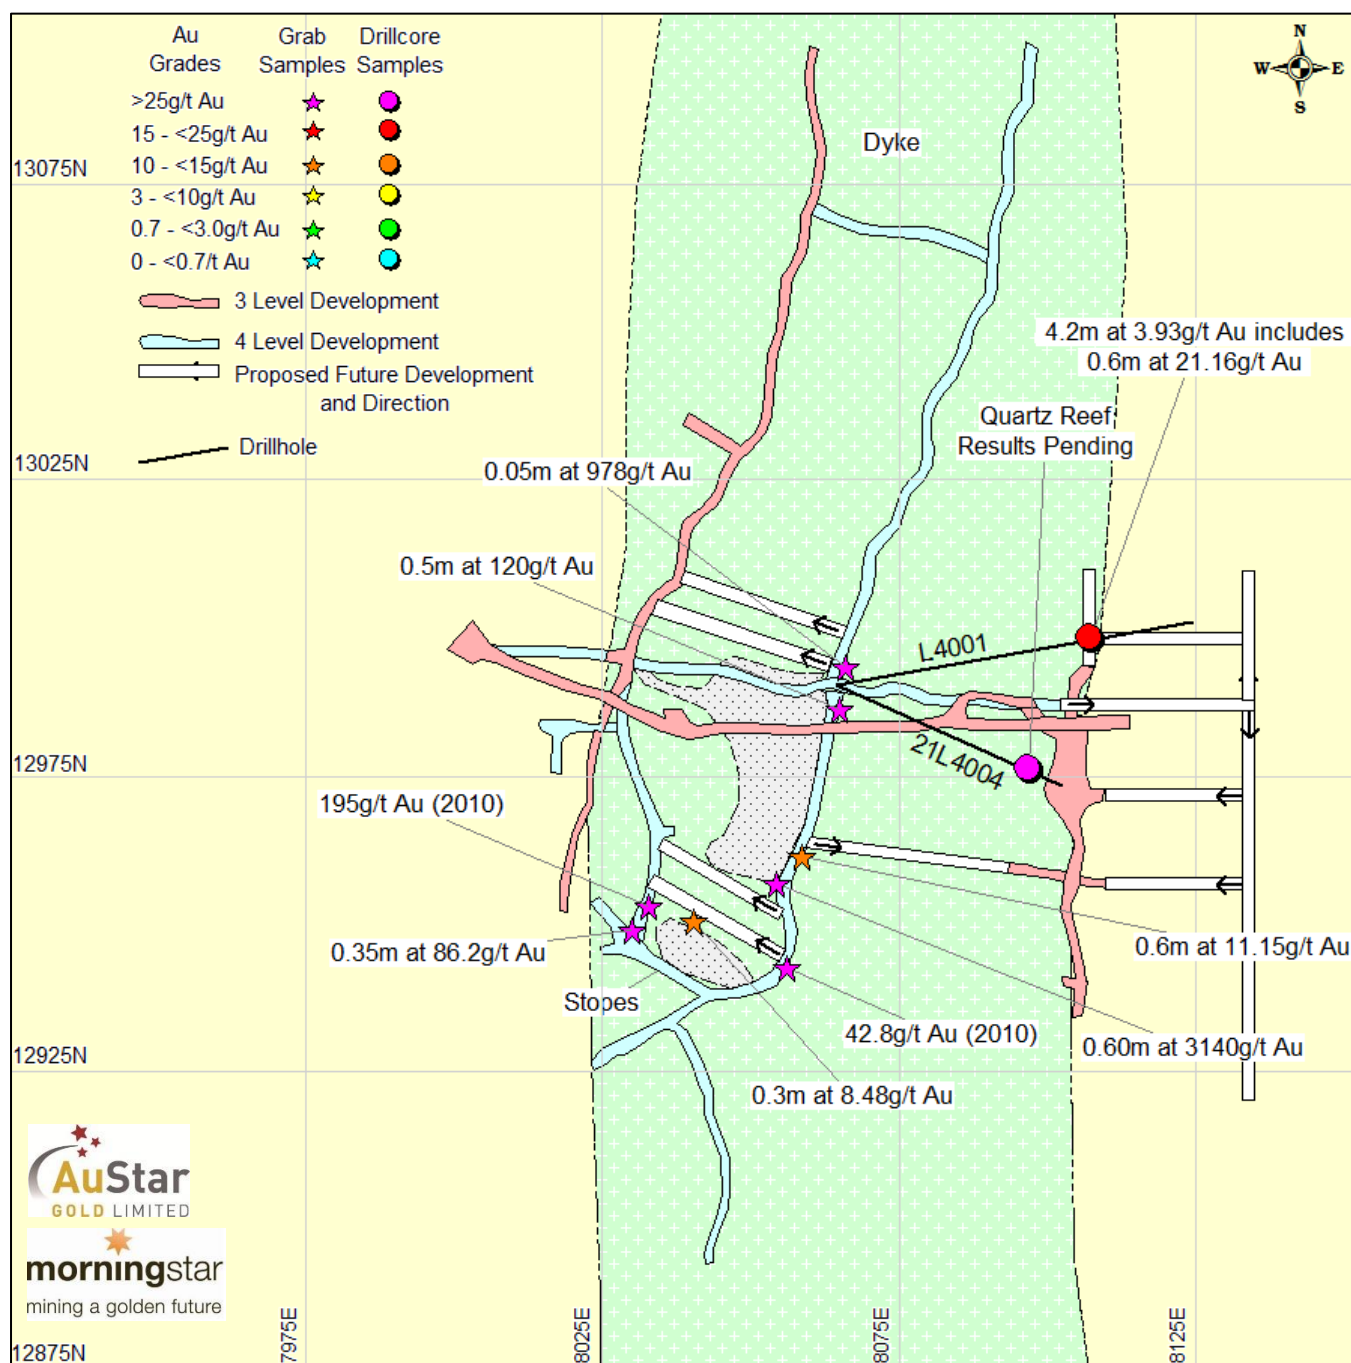 Au Grab Drillcore
Grades Samples Samples
>25g/t Au
15 - <25g/t Au
10 - <15g/t Au
3 - <10g/t Au
0.7 - <3.0g/t Au
0 - <0.7/t Au
3 Level Development
4 Level Development
Proposed Future Development
and Direction
Drillhole
N
W E
S
Dyke
13075N
4.2m at 3.93g/t Au includes
0.6m at 21.16g/t Au
Quartz Reef
Results Pending
13025N
0.05m at 978g/t Au
0.5m at 120g/t Au
L4001
21L4004
12975N
195g/t Au (2010)
0.35m at 86.2g/t Au
0.6m at 11.15g/t Au
Stopes
42.8g/t Au (2010)
0.60m at 3140g/t Au
12925N
0.3m at 8.48g/t Au
AuStar
GOLD LIMITED
morningstar
mining a golden future
7975E
8025E
8075E
8125E
12875N